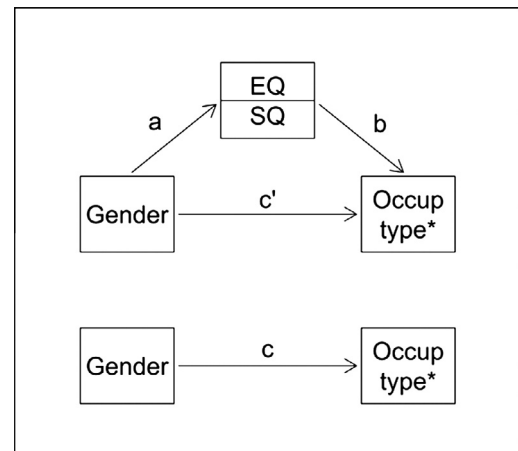 EQ
SQ
a
b
Gender
c'
Occup
type*
Gender
c
Occup
type*